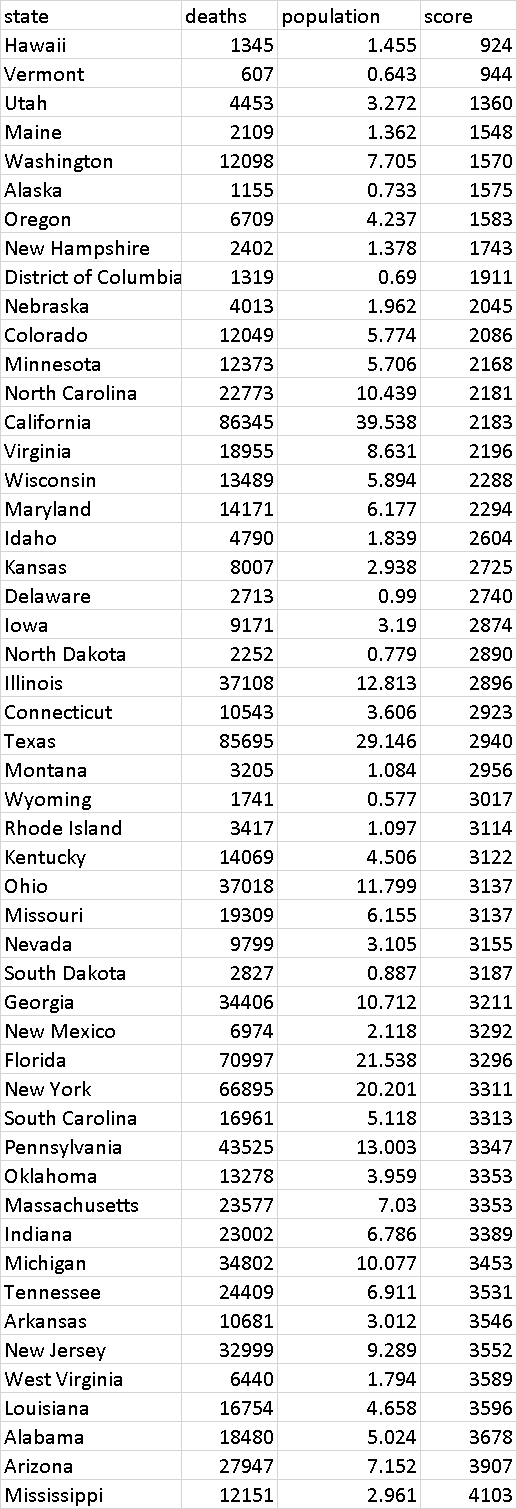 state deaths population score
Hawaii 1345 1.455 924
Vermont 607 0.643 944
Utah 4453 3.272 1360
Maine 2109 1.362 1548
Washington 12098 7.705 1570
Alaska 1155 0.733 1575
Oregon 6709 4.237 1583
New Hampshire 2402 1.378 1743
District of Columbia 1319 0.69 1911
Nebraska 4013 1.962 2045
Colorado 12049 5.774 2086
Minnesota 12373 5.706 2168
North Carolina 22773 10.439 2181
California 86345 39.538 2183
Virginia 18955 8.631 2196
Wisconsin 13489 5.894 2288
Maryland 14171 6.177 2294
Idaho 4790 1.839 2604
Kansas 8007 2.938 2725
Delaware 2713 0.99 2740
Iowa 9171 3.19 2874
North Dakota 2252 0.779 2890
Illinois 37108 12.813 2896
Connecticut 10543 3.606 2923
Texas 85695 29.146 2940
Montana 3205 1.084 2956
Wyoming 1741 0.577 3017
Rhode Island 3417 1.097 3114
Kentucky 14069 4.506 3122
Ohio 37018 11.799 3137
Missouri 19309 6.155 3137
Nevada 9799 3.105 3155
South Dakota 2827 0.887 3187
Georgia 34406 10.712 3211
New Mexico 6974 2.118 3292
Florida 70997 21.538 3296
New York 66895 20.201 3311
South Carolina 16961 5.118 3313
Pennsylvania 43525 13.003 3347
Oklahoma 13278 3.959 3353
Massachusetts 23577 7.03 3353
Indiana 23002 6.786 3389
Michigan 34802 10.077 3453
Tennessee 24409 6.911 3531
Arkansas 10681 3.012 3546
New Jersey 32999 9.289 3552
West Virginia 6440 1.794 3589
Louisiana 16754 4.658 3596
Alabama 18480 5.024 3678
Arizona 27947 7.152 3907
Mississippi 12151 2.961 4103